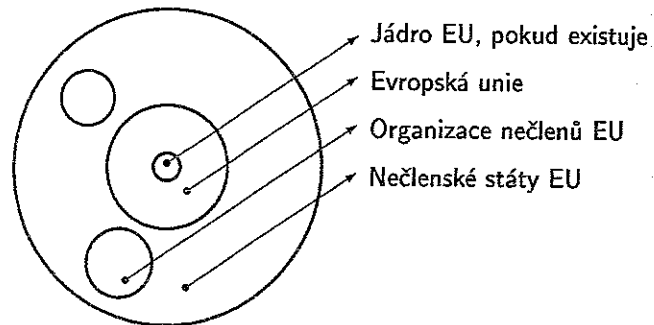 Jádro EU, pokud existuje
Evropská unie
Organizace nečlenů EU
Nečlenské státy EU